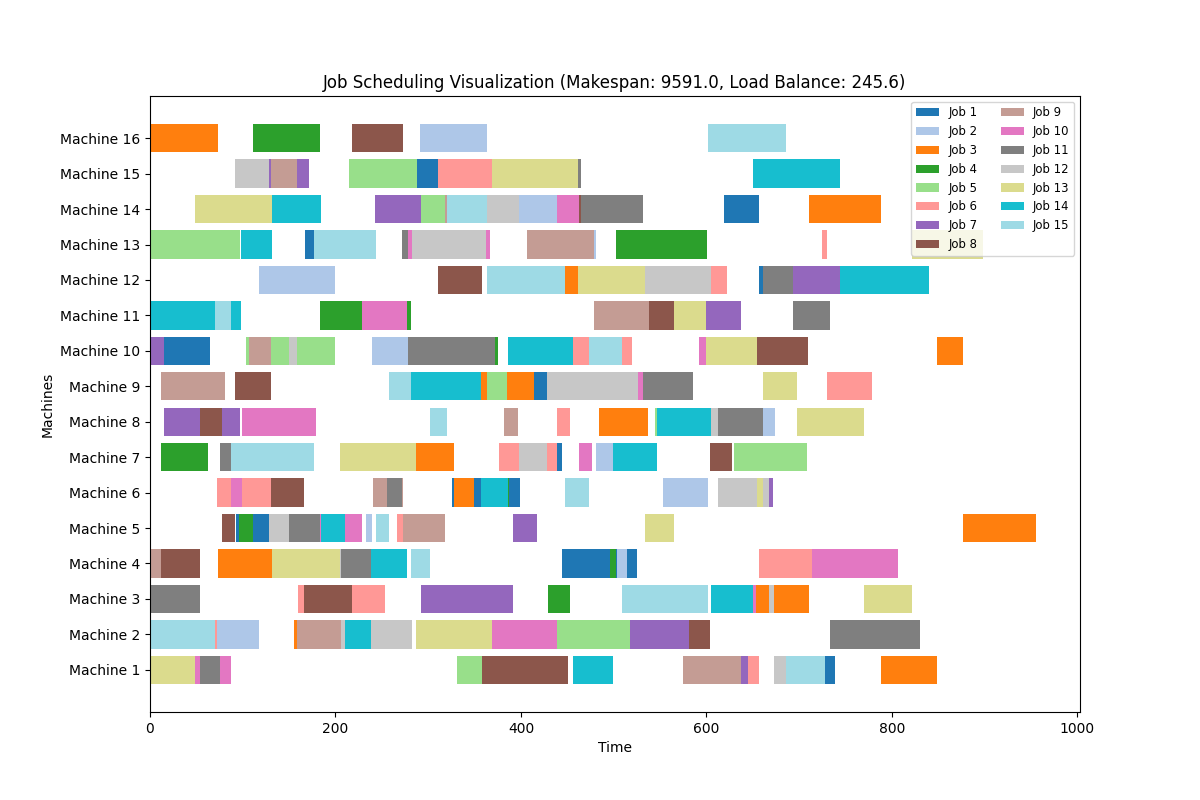 Job Scheduling Visualization (Makespan: 9591.0, Load Balance: 245.6)
Machine 16
Machine 15
Machine 14
Machine 13
Machine 12
Machine 11
Machine 10
Machine 9
Machine 8
Machine 7
Machine 6
Machine 5
Machine 4
Machine 3
Machine 2
Machine 1
Machines
0 200 400 600 800 1000
Time
Job 1 Job 9
Job 2 Job 10
Job 3 Job 11
Job 4 Job 12
Job 5 Job 13
Job 6 Job 14
Job 7 Job 15
Job 8